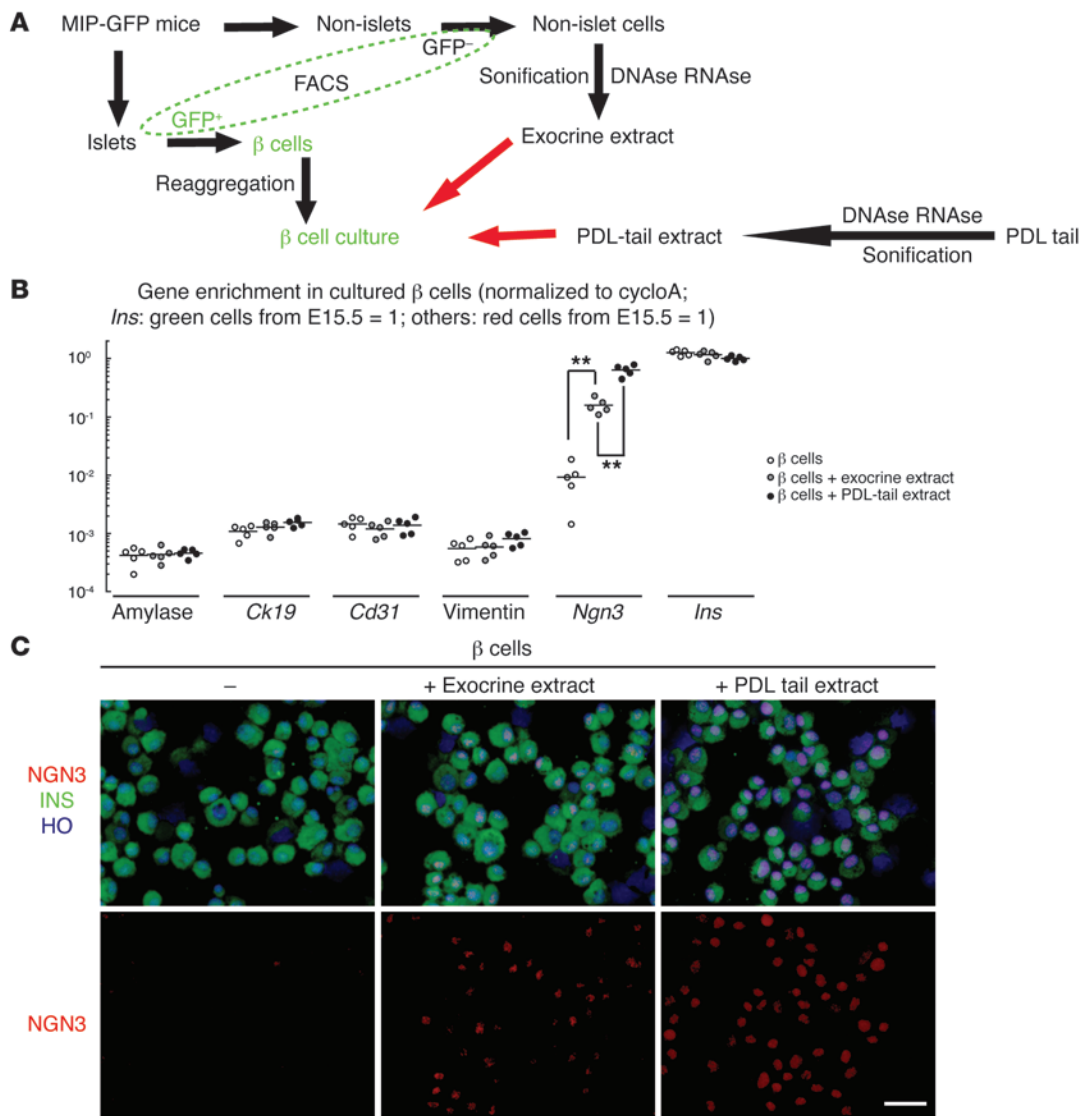 A
MIP-GFP mice
Non-islets
Non-islet cells
GFP–
Sonification
DNAse RNAse
FACS
GFP+
Islets
β cells
Exocrine extract
Reaggregation
DNAse RNAse
β cell culture
PDL-tail extract
PDL tail
Sonification
B
Gene enrichment in cultured β cells (normalized to cycloA;
Ins: green cells from E15.5 = 1; others: red cells from E15.5 = 1)
10⁰
10⁻¹
10⁻²
10⁻³
10⁻⁴
**
**
β cells
β cells + exocrine extract
β cells + PDL-tail extract
Amylase Ck19 Cd31 Vimentin Ngn3 Ins
C
β cells
– + Exocrine extract + PDL tail extract
NGN3
INS
HO
NGN3